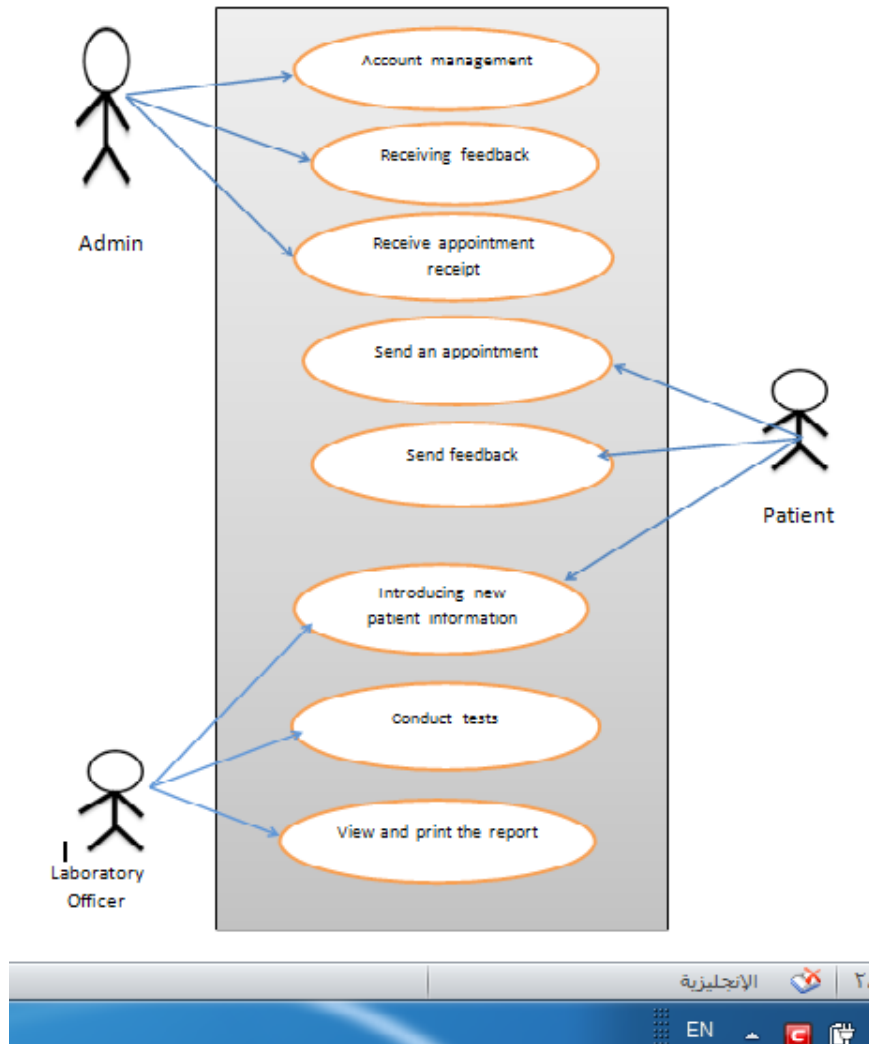 Account management
Receiving feedback
Admin
Receive appointment
receipt
Send an appointment
Send feedback
Patient
Introducing new
patient information
Conduct tests
View and print the report
Laboratory
Officer
الإنجليزية
EN